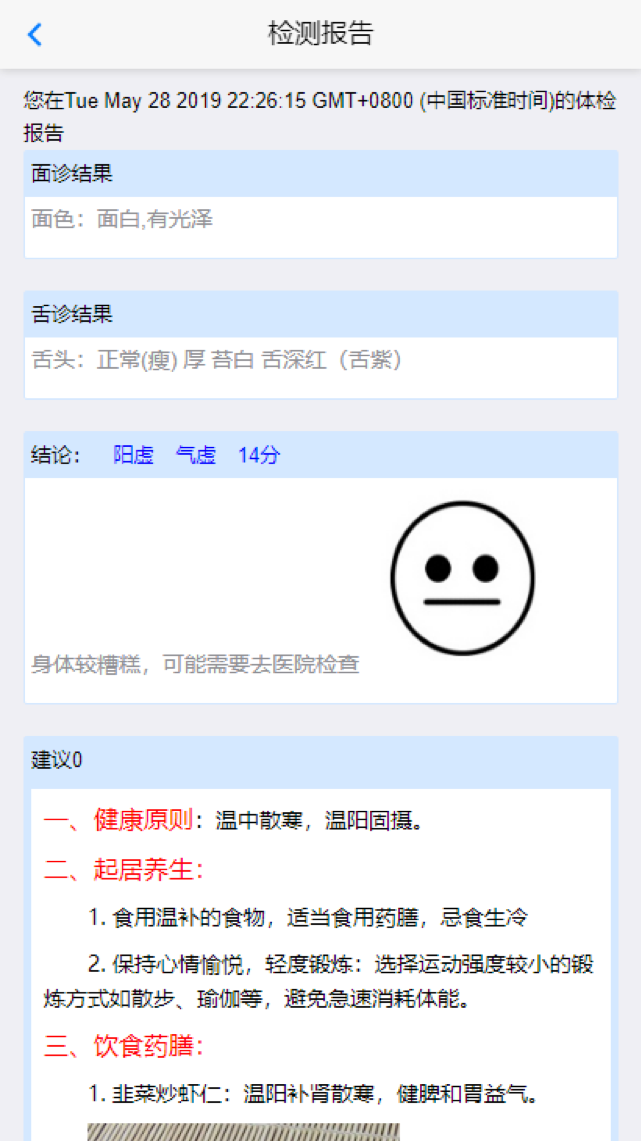 检测报告
您在Tue May 28 2019 22:26:15 GMT+0800 (中国标准时间)的体检
报告
面诊结果
面色：面白,有光泽
舌诊结果
舌头：正常(瘦) 厚 苔白 舌深红（舌紫）
结论： 阳虚 气虚 14分
身体较糟糕，可能需要去医院检查
建议0
一、健康原则：温中散寒，温阳固摄。
二、起居养生：
1. 食用温补的食物，适当食用药膳，忌食生冷
2. 保持心情愉悦，轻度锻炼：选择运动强度较小的锻
炼方式如散步、瑜伽等，避免急速消耗体能。
三、饮食药膳：
1. 韭菜炒虾仁：温阳补肾散寒，健脾和胃益气。